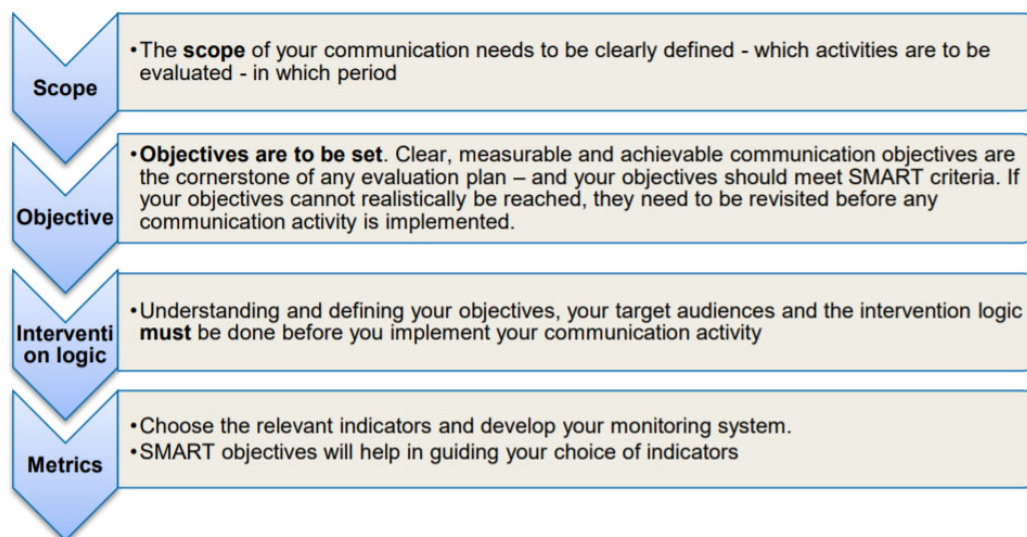 Scope
•The scope of your communication needs to be clearly defined - which activities are to be
evaluated - in which period
Objective
•Objectives are to be set. Clear, measurable and achievable communication objectives are
the cornerstone of any evaluation plan – and your objectives should meet SMART criteria. If
your objectives cannot realistically be reached, they need to be revisited before any
communication activity is implemented.
Interventi
on logic
•Understanding and defining your objectives, your target audiences and the intervention logic
must be done before you implement your communication activity
Metrics
•Choose the relevant indicators and develop your monitoring system.
•SMART objectives will help in guiding your choice of indicators